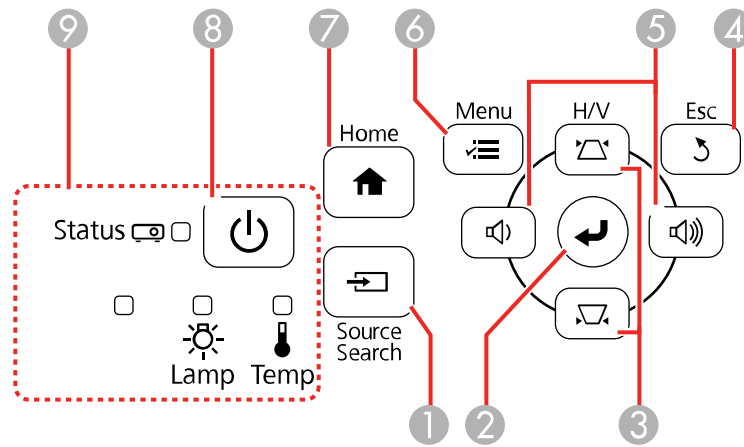 9 8 7 6 5 4
Menu H/V Esc
Home
Status
Source
Search
Lamp Temp
1 2 3